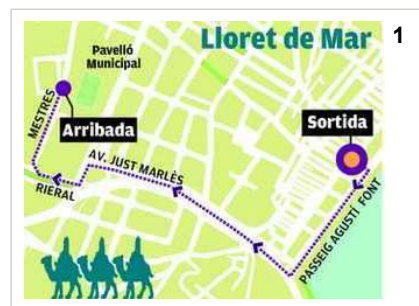 Lloret de Mar
1
Pavelló
Municipal
Sortida
Arribada
MESTRES
AV. JUST MARLÈS
RIERAL
PASSEIG AGUSTÍ FONT